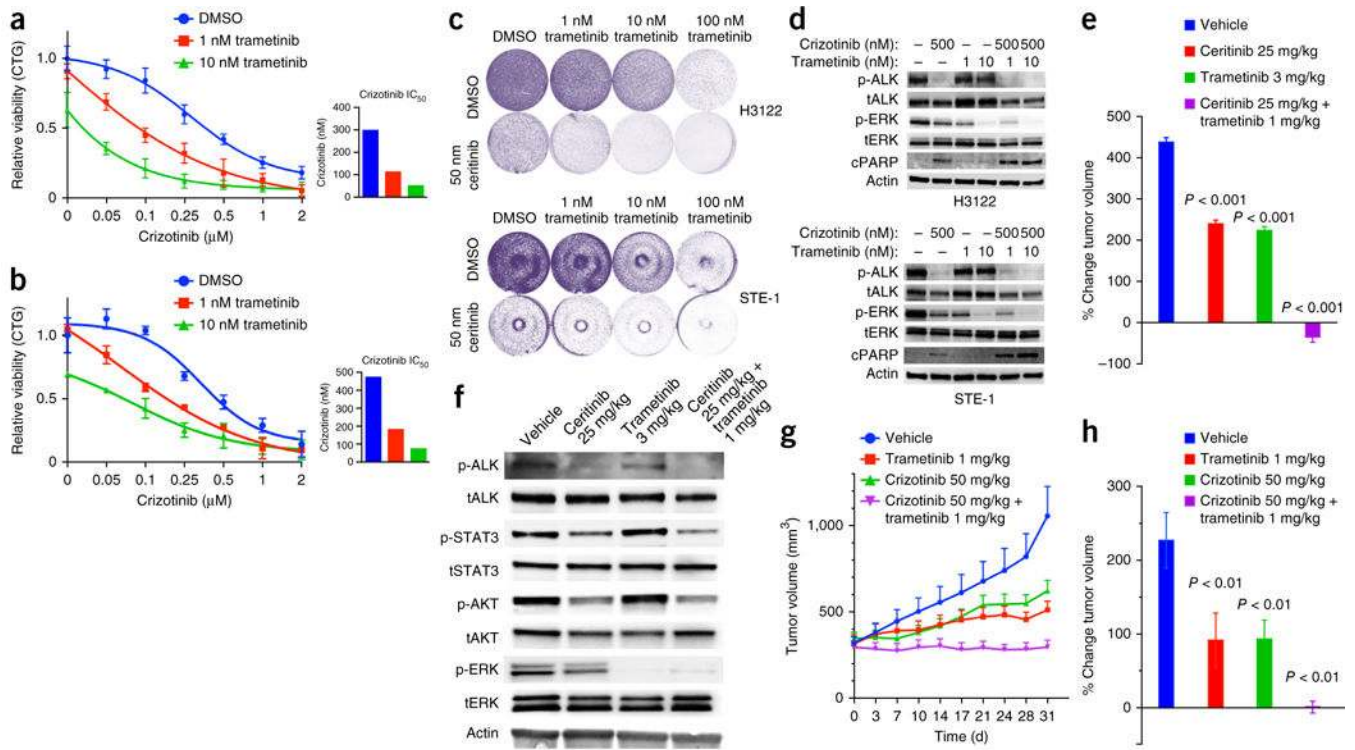 a
DMSO
1 nM trametinib
10 nM trametinib
Relative viability (CTG)
1.0
0.5
0
0 0.05 0.1 0.25 0.5 1 2
Crizotinib (μM)
Crizotinib IC50
Crizotinib (nM)
400
300
200
100
0
b
DMSO
1 nM trametinib
10 nM trametinib
Relative viability (CTG)
1.0
0.5
0
0 0.05 0.1 0.25 0.5 1 2
Crizotinib (μM)
Crizotinib IC50
Crizotinib (nM)
500
400
300
200
100
0
c
1 nM 10 nM 100 nM
DMSO trametinib trametinib trametinib
DMSO
50 nm
ceritinib
H3122
1 nM 10 nM 100 nM
DMSO trametinib trametinib trametinib
DMSO
50 nm
ceritinib
STE-1
d
Crizotinib (nM): – 500 – – 500 500
Trametinib (nM): – – 1 10 1 10
p-ALK
tALK
p-ERK
tERK
cPARP
Actin
H3122
Crizotinib (nM): – 500 – – 500 500
Trametinib (nM): – – 1 10 1 10
p-ALK
tALK
p-ERK
tERK
cPARP
Actin
STE-1
e
Vehicle
Ceritinib 25 mg/kg
Trametinib 3 mg/kg
Ceritinib 25 mg/kg +
trametinib 1 mg/kg
% Change tumor volume
500
400
300
200
100
0
–100
P < 0.001
P < 0.001
P < 0.001
f
Vehicle
Ceritinib
25 mg/kg
Trametinib
3 mg/kg
Ceritinib
25 mg/kg +
trametinib
1 mg/kg
p-ALK
tALK
p-STAT3
tSTAT3
p-AKT
tAKT
p-ERK
tERK
Actin
g
Vehicle
Trametinib 1 mg/kg
Crizotinib 50 mg/kg
Crizotinib 50 mg/kg +
trametinib 1 mg/kg
Tumor volume (mm3)
1,000
500
0
0 3 7 10 14 17 21 24 28 31
Time (d)
h
Vehicle
Trametinib 1 mg/kg
Crizotinib 50 mg/kg
Crizotinib 50 mg/kg +
trametinib 1 mg/kg
% Change tumor volume
300
200
100
0
P < 0.01
P < 0.01
P < 0.01